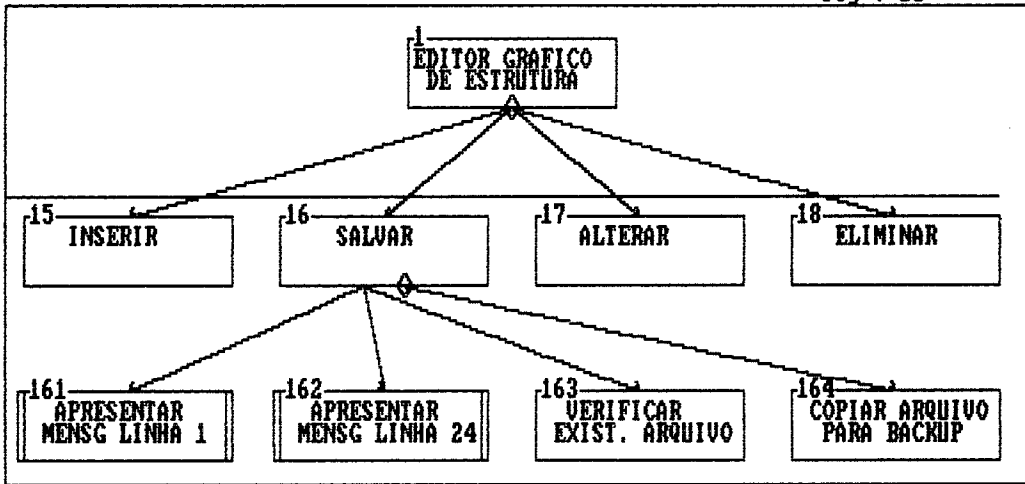 1
EDITOR GRAFICO
DE ESTRUTURA
15
INSERIR
16
SALVAR
17
ALTERAR
18
ELIMINAR
161
APRESENTAR
MENSG LINHA 1
162
APRESENTAR
MENSG LINHA 24
163
VERIFICAR
EXIST. ARQUIVO
164
COPIAR ARQUIVO
PARA BACKUP